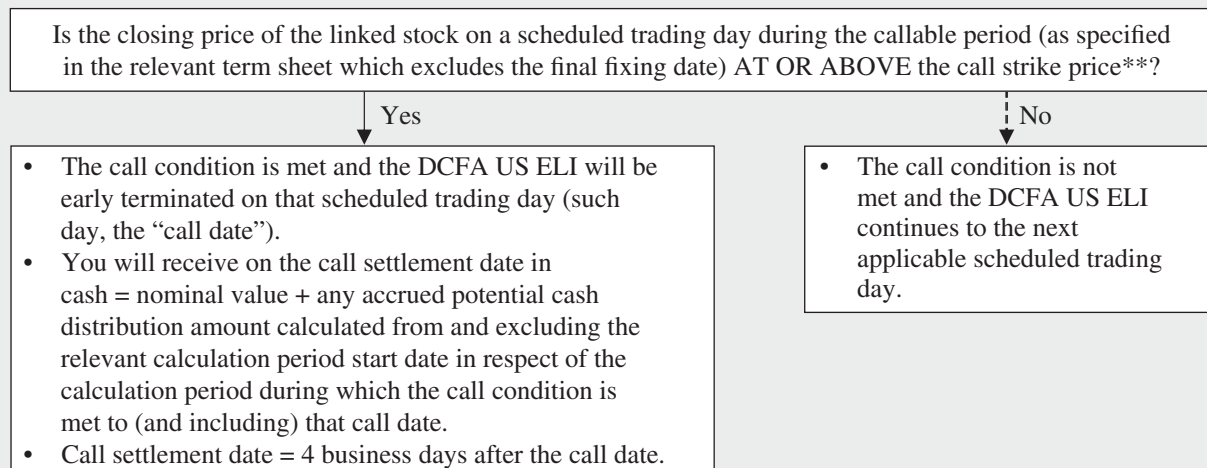 Is the closing price of the linked stock on a scheduled trading day during the callable period (as specified
in the relevant term sheet which excludes the final fixing date) AT OR ABOVE the call strike price**?
Yes
No
• The call condition is met and the DCFA US ELI will be
early terminated on that scheduled trading day (such
day, the “call date”).
• You will receive on the call settlement date in
cash = nominal value + any accrued potential cash
distribution amount calculated from and excluding the
relevant calculation period start date in respect of the
calculation period during which the call condition is
met to (and including) that call date.
• Call settlement date = 4 business days after the call date.
• The call condition is not
met and the DCFA US ELI
continues to the next
applicable scheduled trading
day.